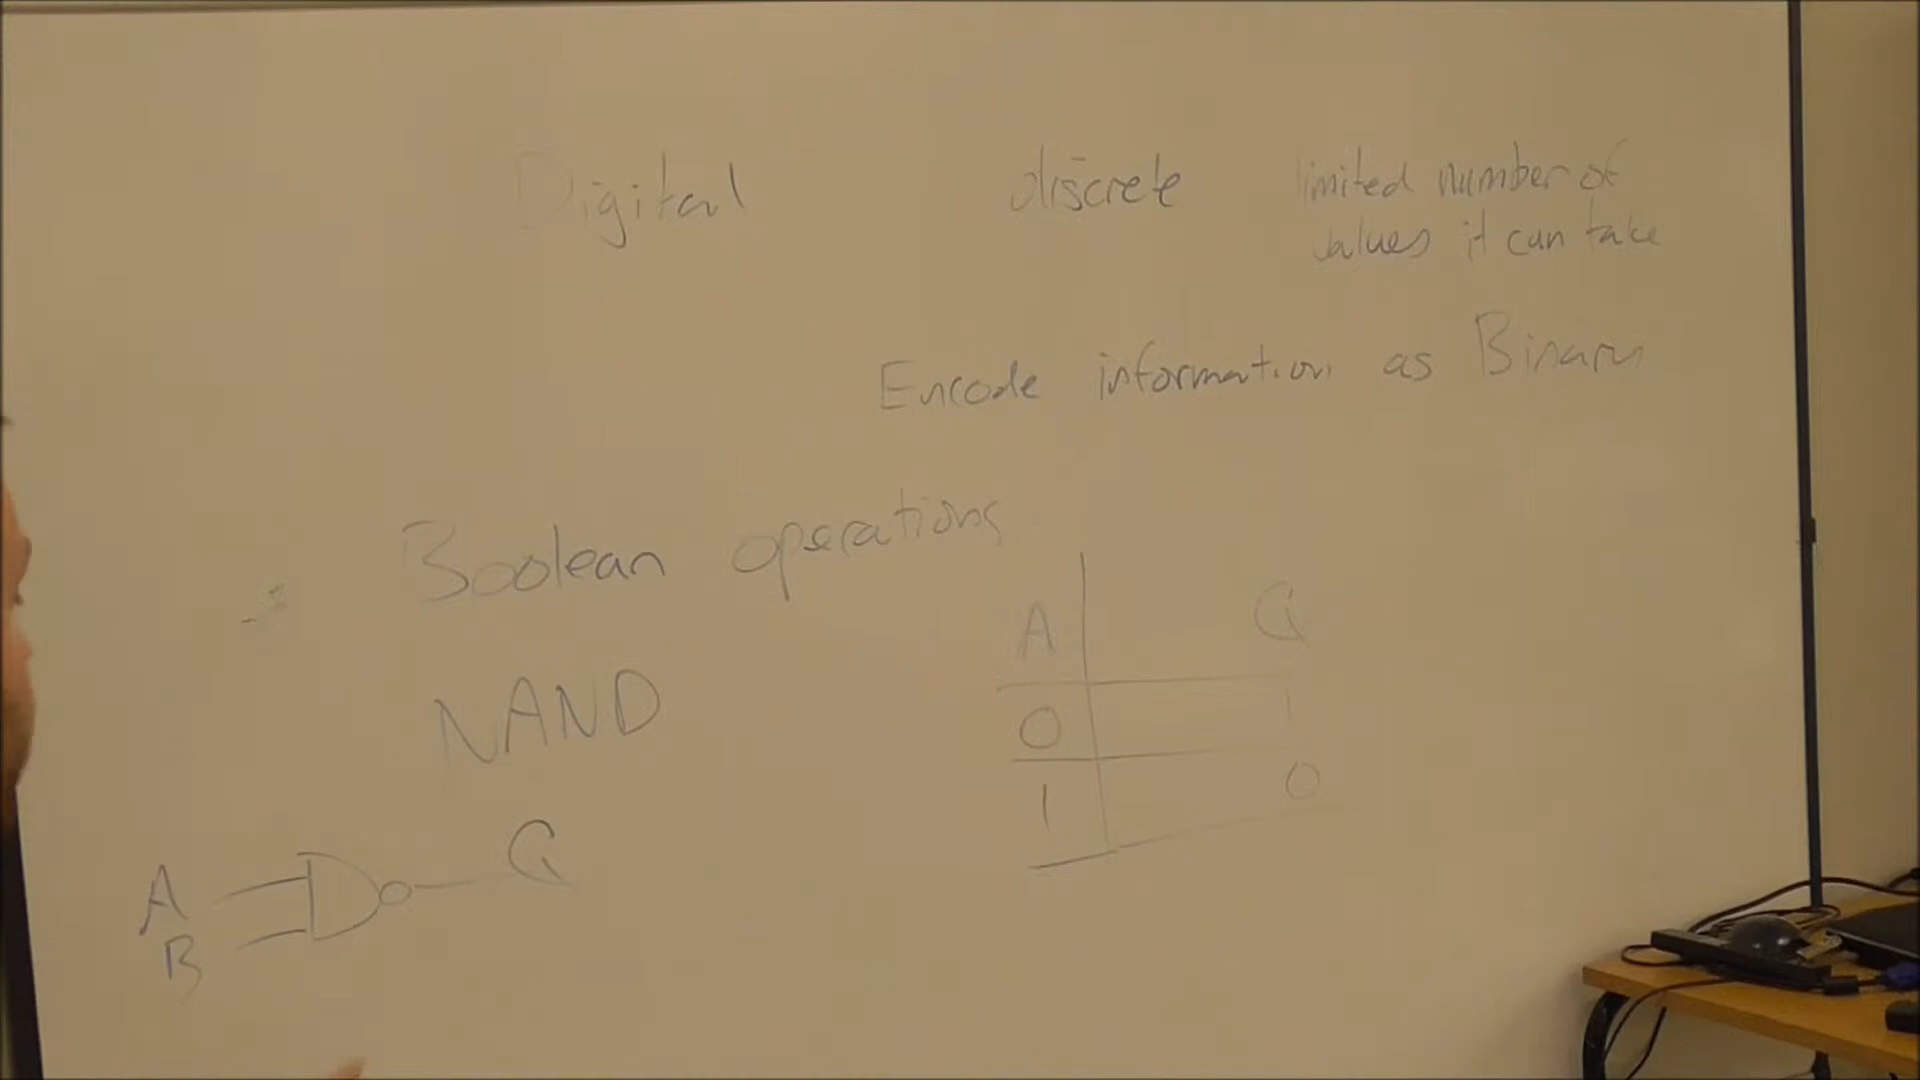 Digital discrete limited number of
values it can take
Encode information as Binary
Boolean operations
A Q
NAND
0 1
1 0
Q
A
B